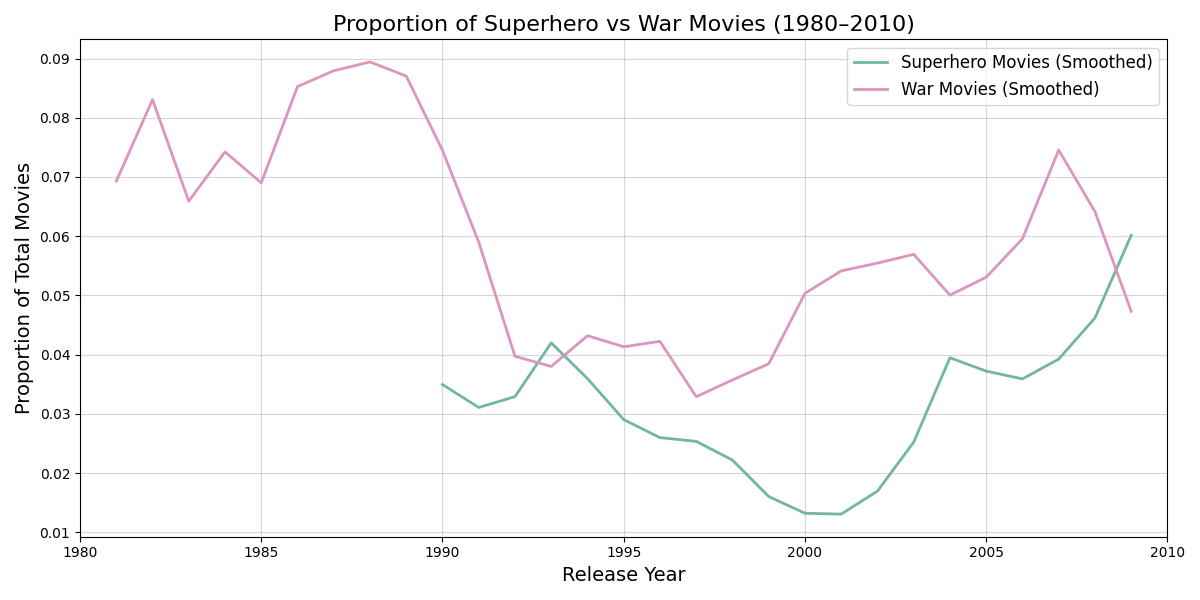 Proportion of Superhero vs War Movies (1980–2010)
Superhero Movies (Smoothed)
War Movies (Smoothed)
Proportion of Total Movies
0.09
0.08
0.07
0.06
0.05
0.04
0.03
0.02
0.01
1980 1985 1990 1995 2000 2005 2010
Release Year